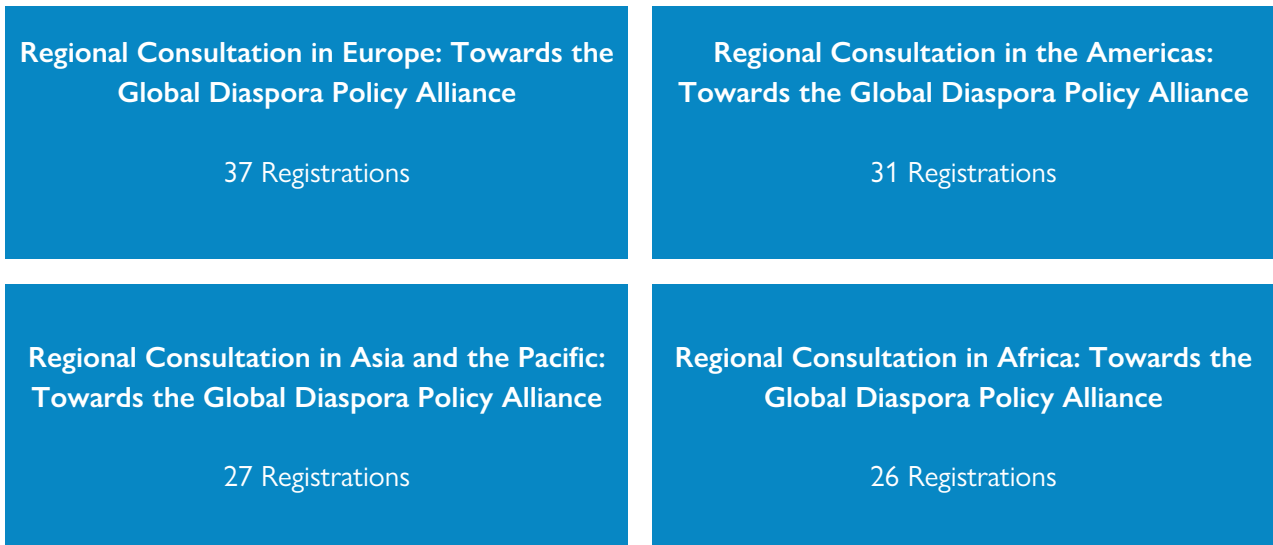 Regional Consultation in Europe: Towards the
Global Diaspora Policy Alliance
37 Registrations
Regional Consultation in the Americas:
Towards the Global Diaspora Policy Alliance
31 Registrations
Regional Consultation in Asia and the Pacific:
Towards the Global Diaspora Policy Alliance
27 Registrations
Regional Consultation in Africa: Towards the
Global Diaspora Policy Alliance
26 Registrations